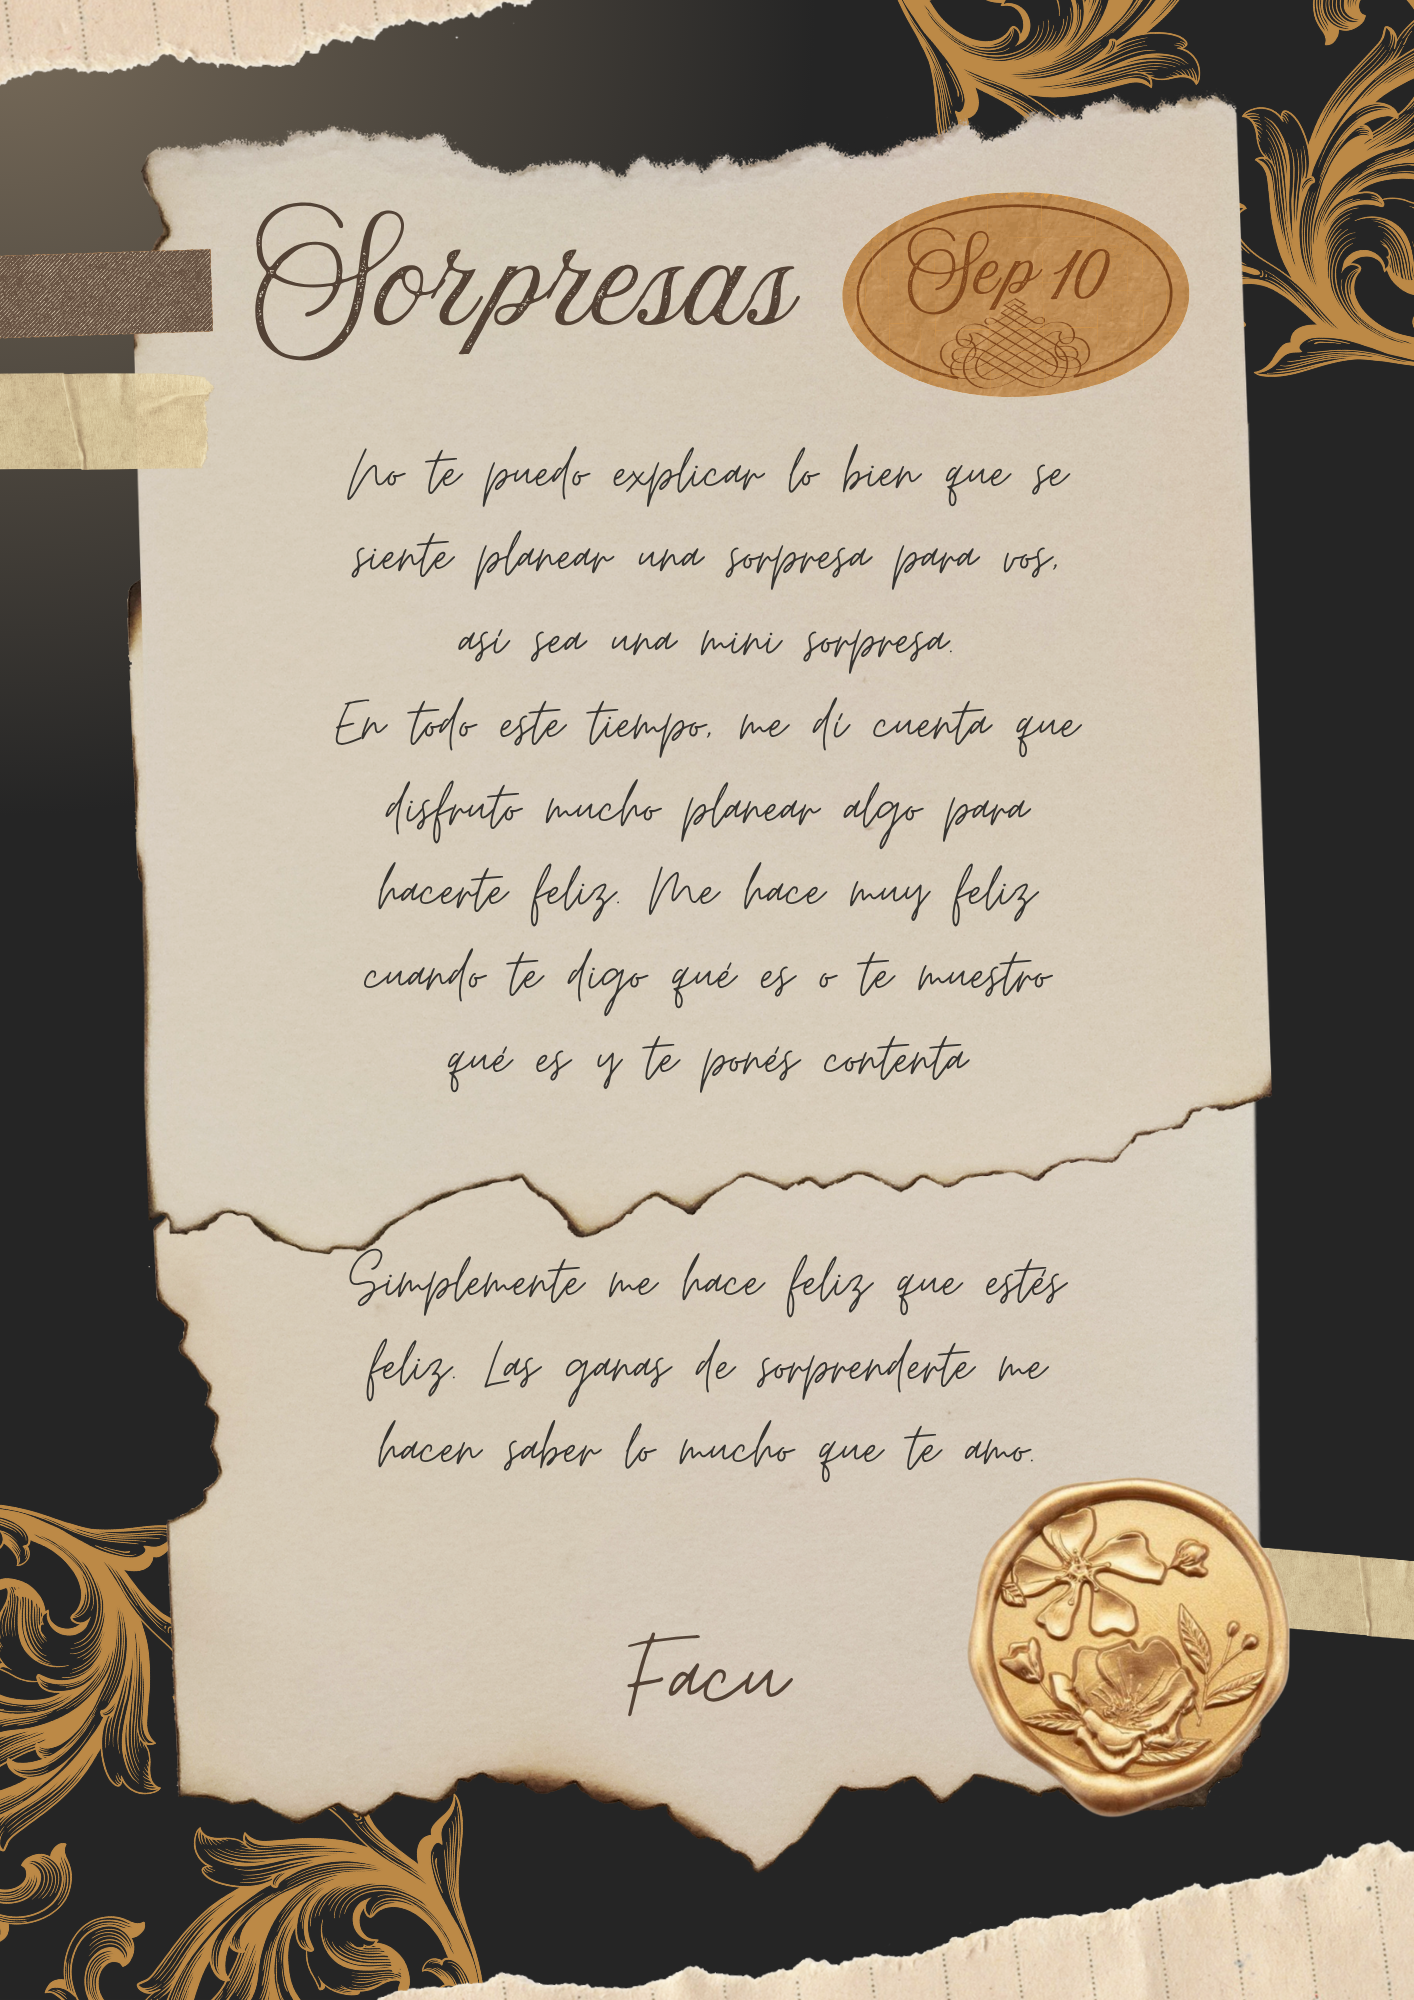 Sorpresas
Sep 10
No te puedo explicar lo bien que se
siente planear una sorpresa para vos,
así sea una mini sorpresa.
En todo este tiempo, me dí cuenta que
disfruto mucho planear algo para
hacerte feliz. Me hace muy feliz
cuando te digo qué es o te muestro
qué es y te ponés contenta
Simplemente me hace feliz que estés
feliz. Las ganas de sorprenderte me
hacen saber lo mucho que te amo.
Facu